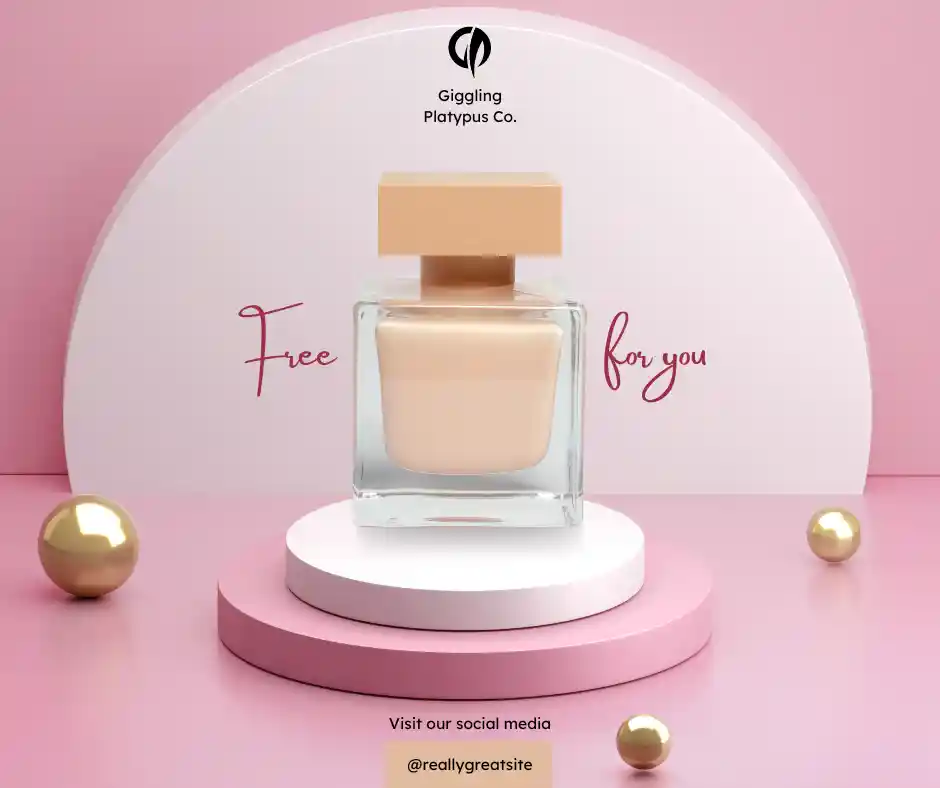 Giggling
Platypus Co.
Free for you
Visit our social media
@reallygreatsite